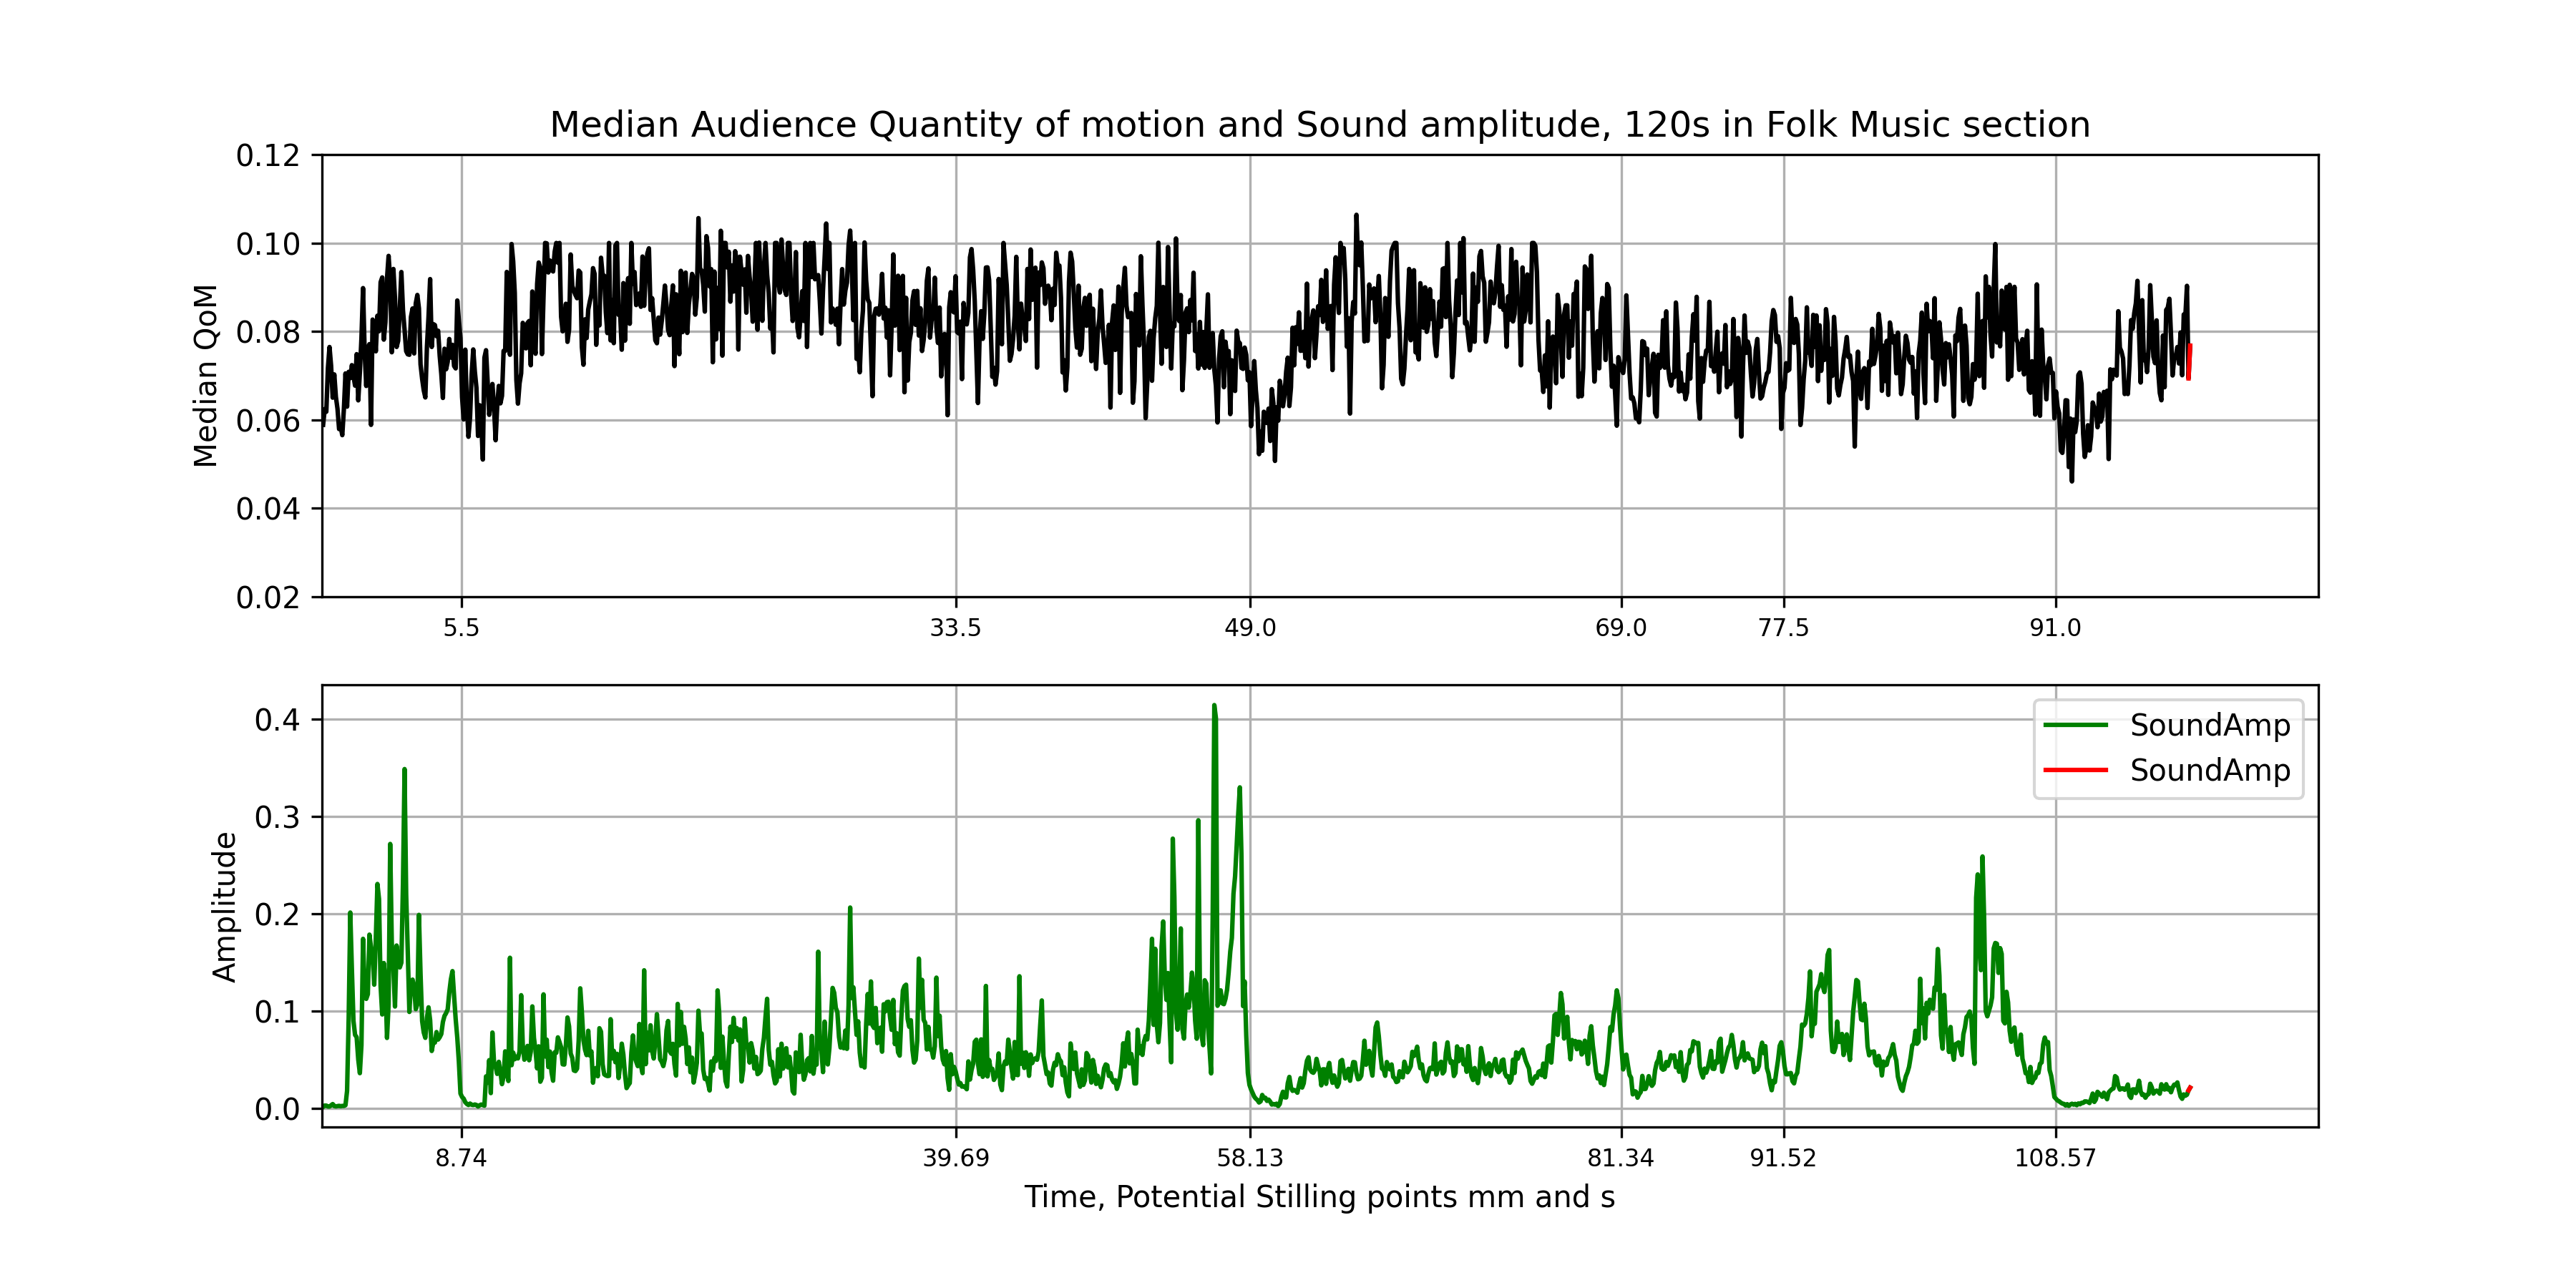 Median Audience Quantity of motion and Sound amplitude, 120s in Folk Music section
Median QoM
0.12
0.10
0.08
0.06
0.04
0.02
5.5 33.5 49.0 69.0 77.5 91.0
Amplitude
0.4
0.3
0.2
0.1
0.0
SoundAmp
SoundAmp
8.74 39.69 58.13 81.34 91.52 108.57
Time, Potential Stilling points mm and s